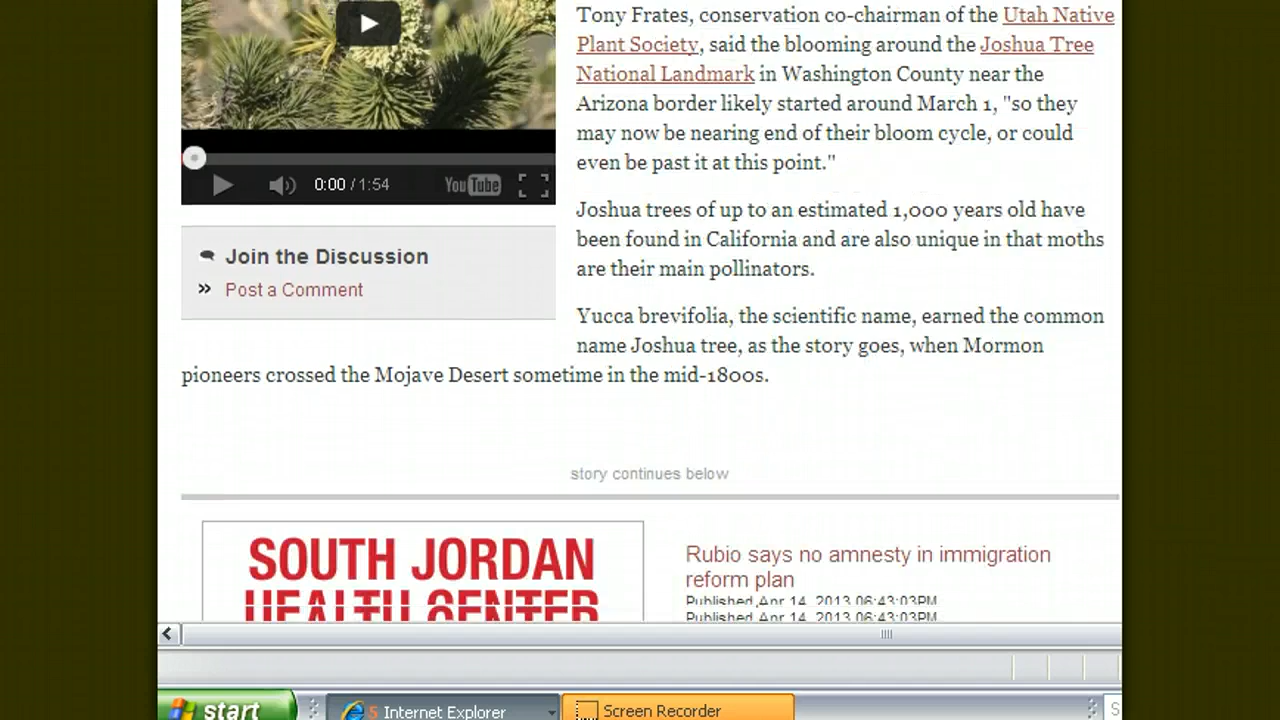 Tony Frates, conservation co-chairman of the Utah Native
Plant Society, said the blooming around the Joshua Tree
National Landmark in Washington County near the
Arizona border likely started around March 1, "so they
may now be nearing end of their bloom cycle, or could
even be past it at this point."
0:00 / 1:54
YouTube
Joshua trees of up to an estimated 1,000 years old have
been found in California and are also unique in that moths
are their main pollinators.
Join the Discussion
Post a Comment
Yucca brevifolia, the scientific name, earned the common
name Joshua tree, as the story goes, when Mormon
pioneers crossed the Mojave Desert sometime in the mid-1800s.
story continues below
SOUTH JORDAN
HEALTH CENTER
Rubio says no amnesty in immigration
reform plan
Published Apr 14, 2013 06:43:03PM
Published Apr 14, 2013 06:43:03PM
start
5 Internet Explorer
Screen Recorder
S